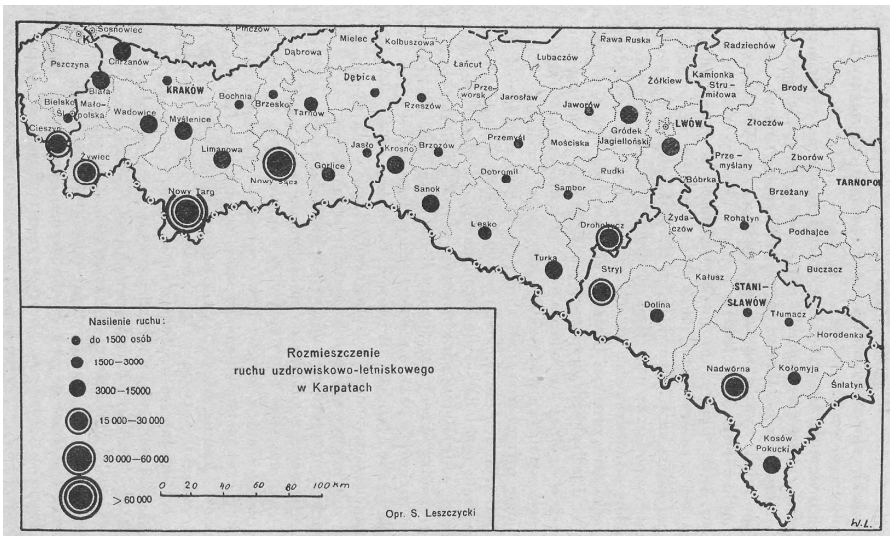 Sosnowiec
Pińczów
Mielec
Kolbuszowa
Rawa Ruska
Radziechów
KL
Chrzanów
Dąbrowa
Lubaczów
Pszczyna
Łańcut
Żółkiew
Kamionka
Stru-
miłowa
Brody
Biała
KRAKÓW
Dębica
Prze-
worsk
Bielsko
Mało-
polska
Śl.
Bochnia
Brzesko
Tarnów
Rzeszów
Jarosław
Jaworów
Wadowice
Myślenice
Gródek
Jagielloński
LWÓW
Złoczów
Cieszyn
Limanowa
Jasło
Krosno
Brzozów
Przemyśl
Mościska
Prze-
myślany
Zborów
Żywiec
Nowy Sącz
Gorlice
Dobromil
Rudki
Bóbrka
Brzeżany
TARNOPOL
Nowy Targ
Sanok
Sambor
Lesko
Drohobycz
Żyda-
czów
Rohatyn
Podhajce
Turka
Stryj
Kałusz
Buczacz
Dolina
STANI-
SŁAWÓW
Tłumacz
Horodenka
Nadwórna
Kołomyja
Śniatyn
Kosów
Pokucki
Nasilenie ruchu:
do 1500 osób
1500—3000
3000—15000
15 000—30 000
30 000—60 000
> 60 000
Rozmieszczenie
ruchu uzdrowiskowo-letniskowego
w Karpatach
0 20 40 60 80 100 km
Opr. S. Leszczycki
W.L.